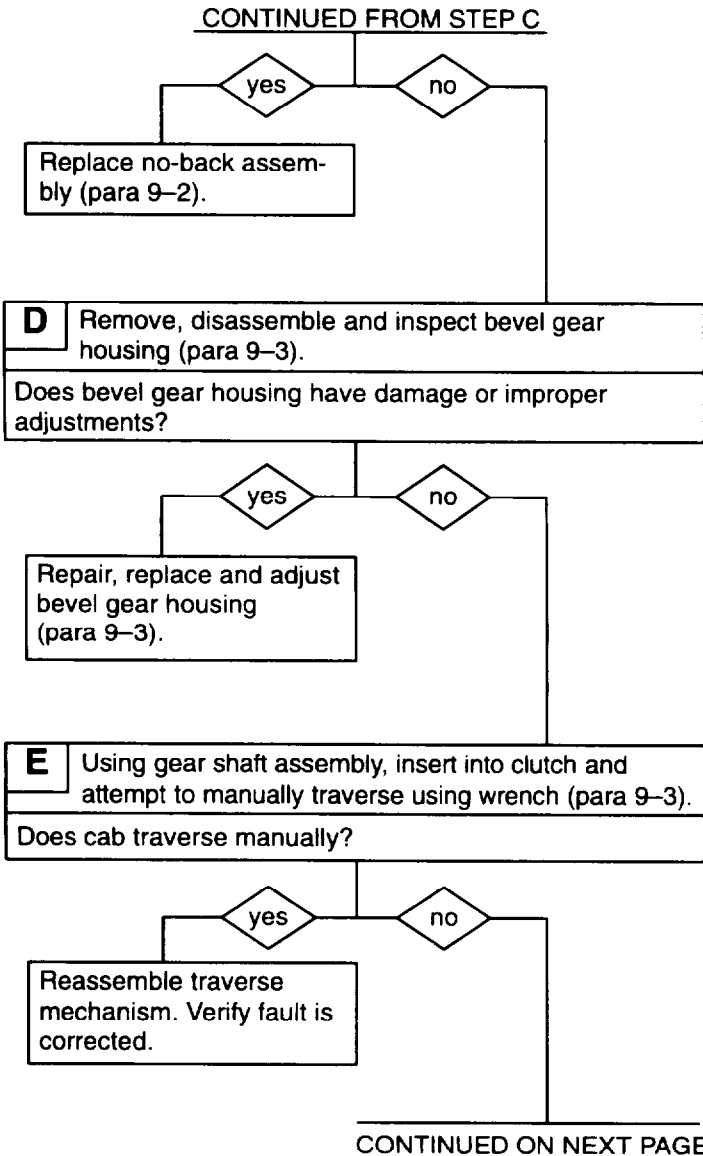 CONTINUED FROM STEP C
yes
no
Replace no-back assem-
bly (para 9–2).
D
Remove, disassemble and inspect bevel gear
housing (para 9–3).
Does bevel gear housing have damage or improper
adjustments?
yes
no
Repair, replace and adjust
bevel gear housing
(para 9–3).
E
Using gear shaft assembly, insert into clutch and
attempt to manually traverse using wrench (para 9–3).
Does cab traverse manually?
yes
no
Reassemble traverse
mechanism. Verify fault is
corrected.
CONTINUED ON NEXT PAGE